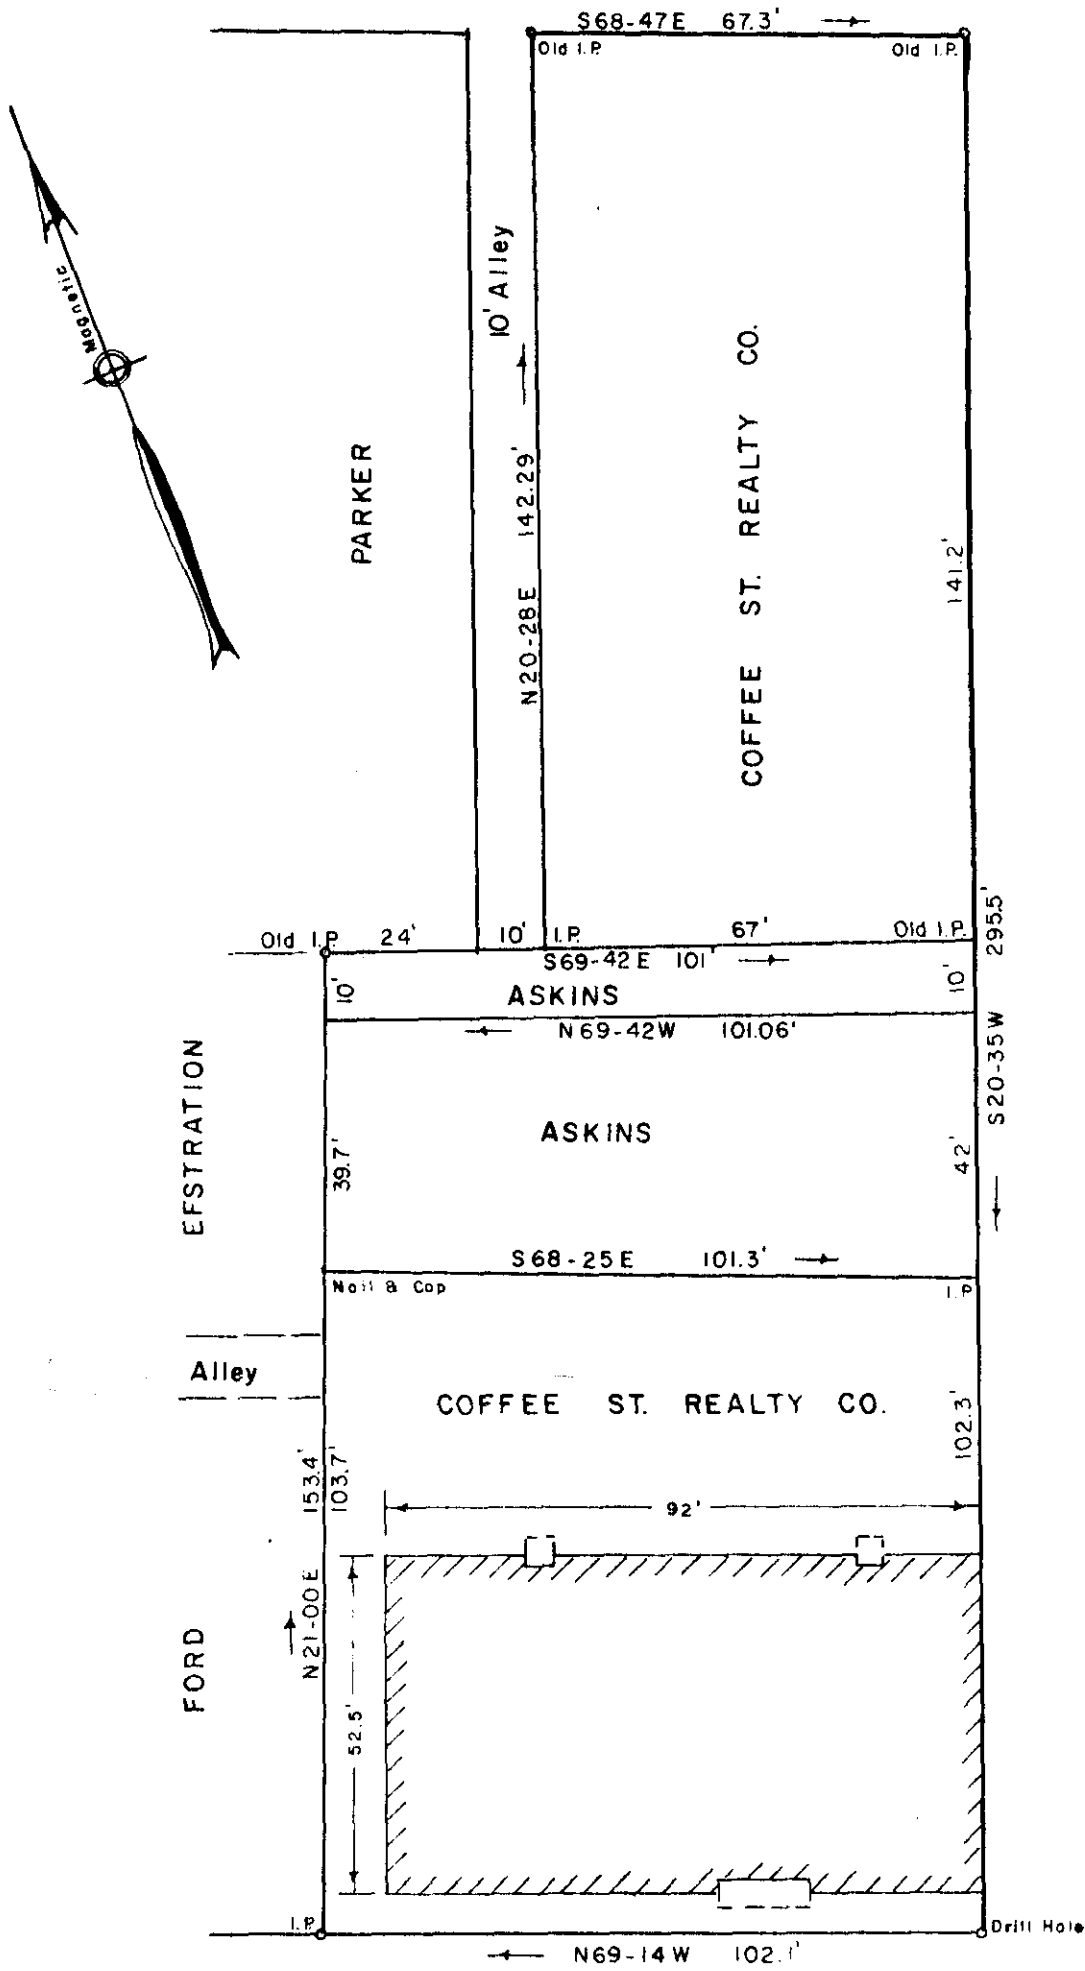 S68-47E 67.3'
Old I.P.
Old I.P.
Magnetic
10' Alley
N20-28E 142.29'
PARKER
COFFEE ST. REALTY CO.
141.2'
Old I.P.
24'
10'
I.P.
67'
Old I.P.
S69-42E 101'
295.5'
S20-35W
10'
ASKINS
10'
N69-42W 101.06'
EFSTRATION
39.7'
ASKINS
42'
S68-25E 101.3'
Nail & Cap
I.P
Alley
COFFEE ST. REALTY CO.
102.3'
N21-00E 153.4'
103.7'
92'
FORD
52.5'
I.P.
Drill Hole
N69-14W 102.1'